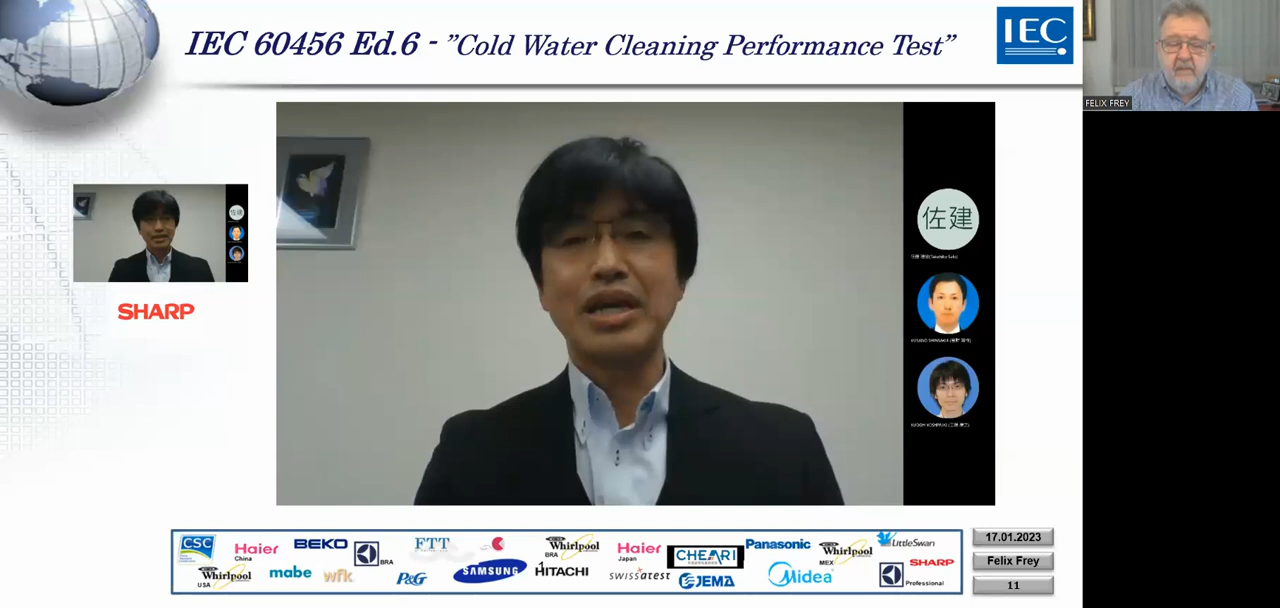 IEC 60456 Ed.6 - "Cold Water Cleaning Performance Test"
IEC
FELIX FREY
佐建
SHARP
CSC
Haier
China
BEKO
BRA
FTT
Whirlpool
BRA
Haier
Japan
CHEARI
Panasonic
Whirlpool
MEX
LittleSwan
SHARP
Whirlpool
USA
mabe
wfk
P&G
SAMSUNG
HITACHI
swissatest
JEMA
Midea
Professional
17.01.2023
Felix Frey
11